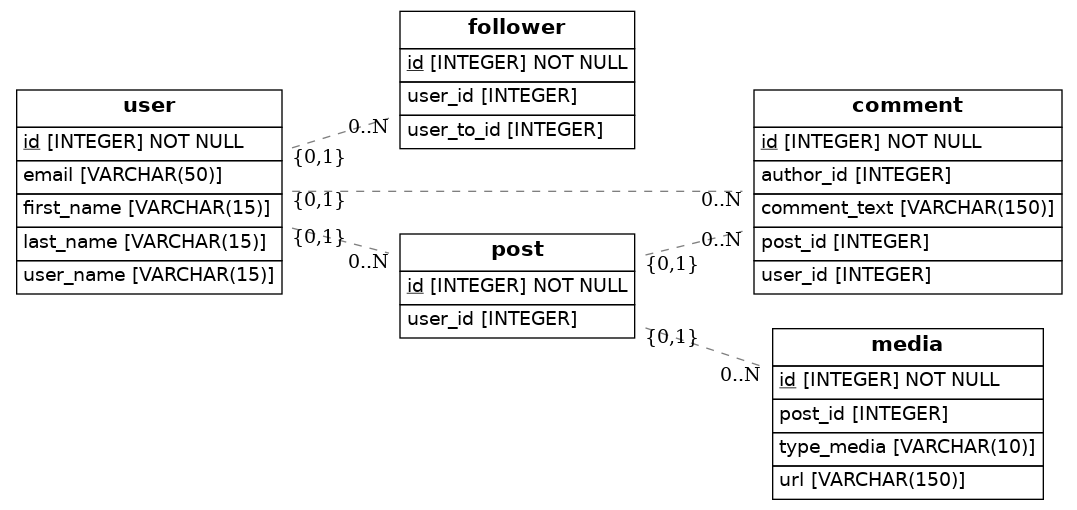 follower
id [INTEGER] NOT NULL
user_id [INTEGER]
user_to_id [INTEGER]
user
id [INTEGER] NOT NULL
email [VARCHAR(50)]
first_name [VARCHAR(15)]
last_name [VARCHAR(15)]
user_name [VARCHAR(15)]
comment
id [INTEGER] NOT NULL
author_id [INTEGER]
comment_text [VARCHAR(150)]
post_id [INTEGER]
user_id [INTEGER]
0..N
{0,1}
{0,1}
0..N
{0,1}
0..N
post
id [INTEGER] NOT NULL
user_id [INTEGER]
0..N
{0,1}
{0,1}
0..N
media
id [INTEGER] NOT NULL
post_id [INTEGER]
type_media [VARCHAR(10)]
url [VARCHAR(150)]